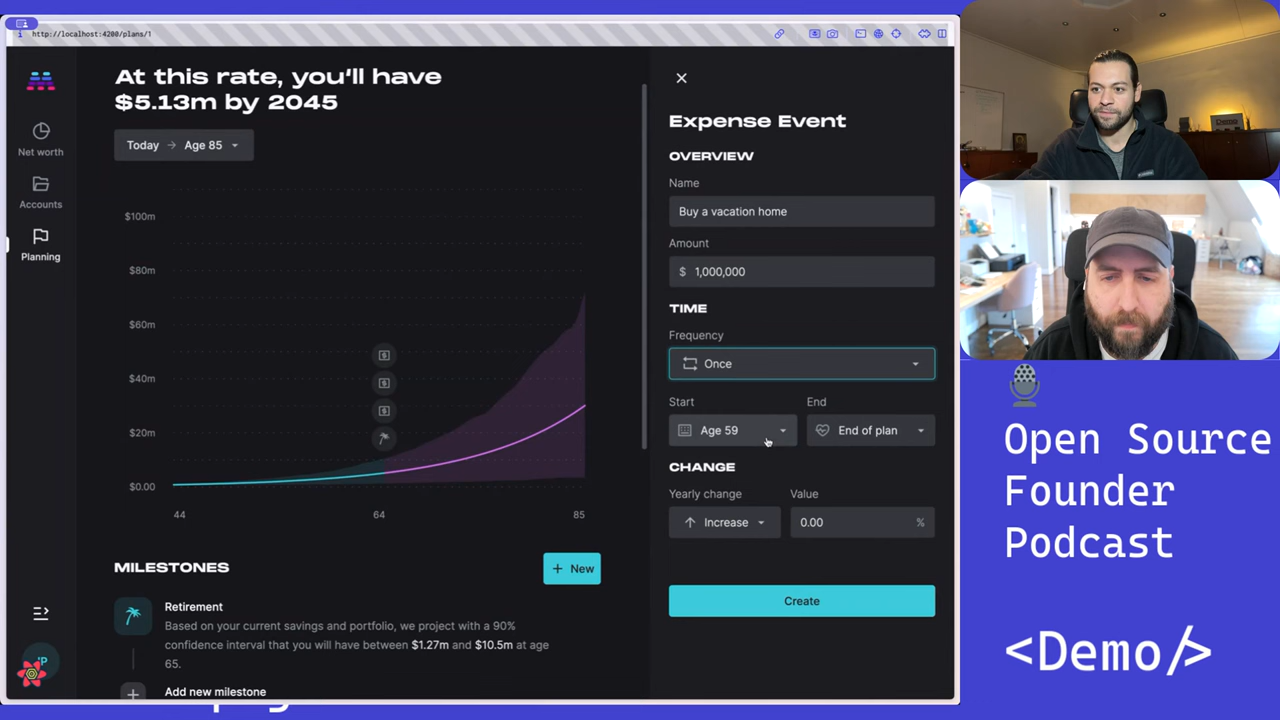 http://localhost:4200/plans/1
At this rate, you'll have
$5.13m by 2045
Today → Age 85
Net worth
Accounts
Planning
$100m
$80m
$60m
$40m
$20m
$0.00
44
64
85
MILESTONES
+ New
Retirement
Based on your current savings and portfolio, we project with a 90%
confidence interval that you will have between $1.27m and $10.5m at age
65.
Add new milestone
Expense Event
OVERVIEW
Name
Buy a vacation home
Amount
$ 1,000,000
TIME
Frequency
Once
Start
End
Age 59
End of plan
CHANGE
Yearly change
Value
Increase
0.00 %
Create
Open Source
Founder
Podcast
<Demo/>